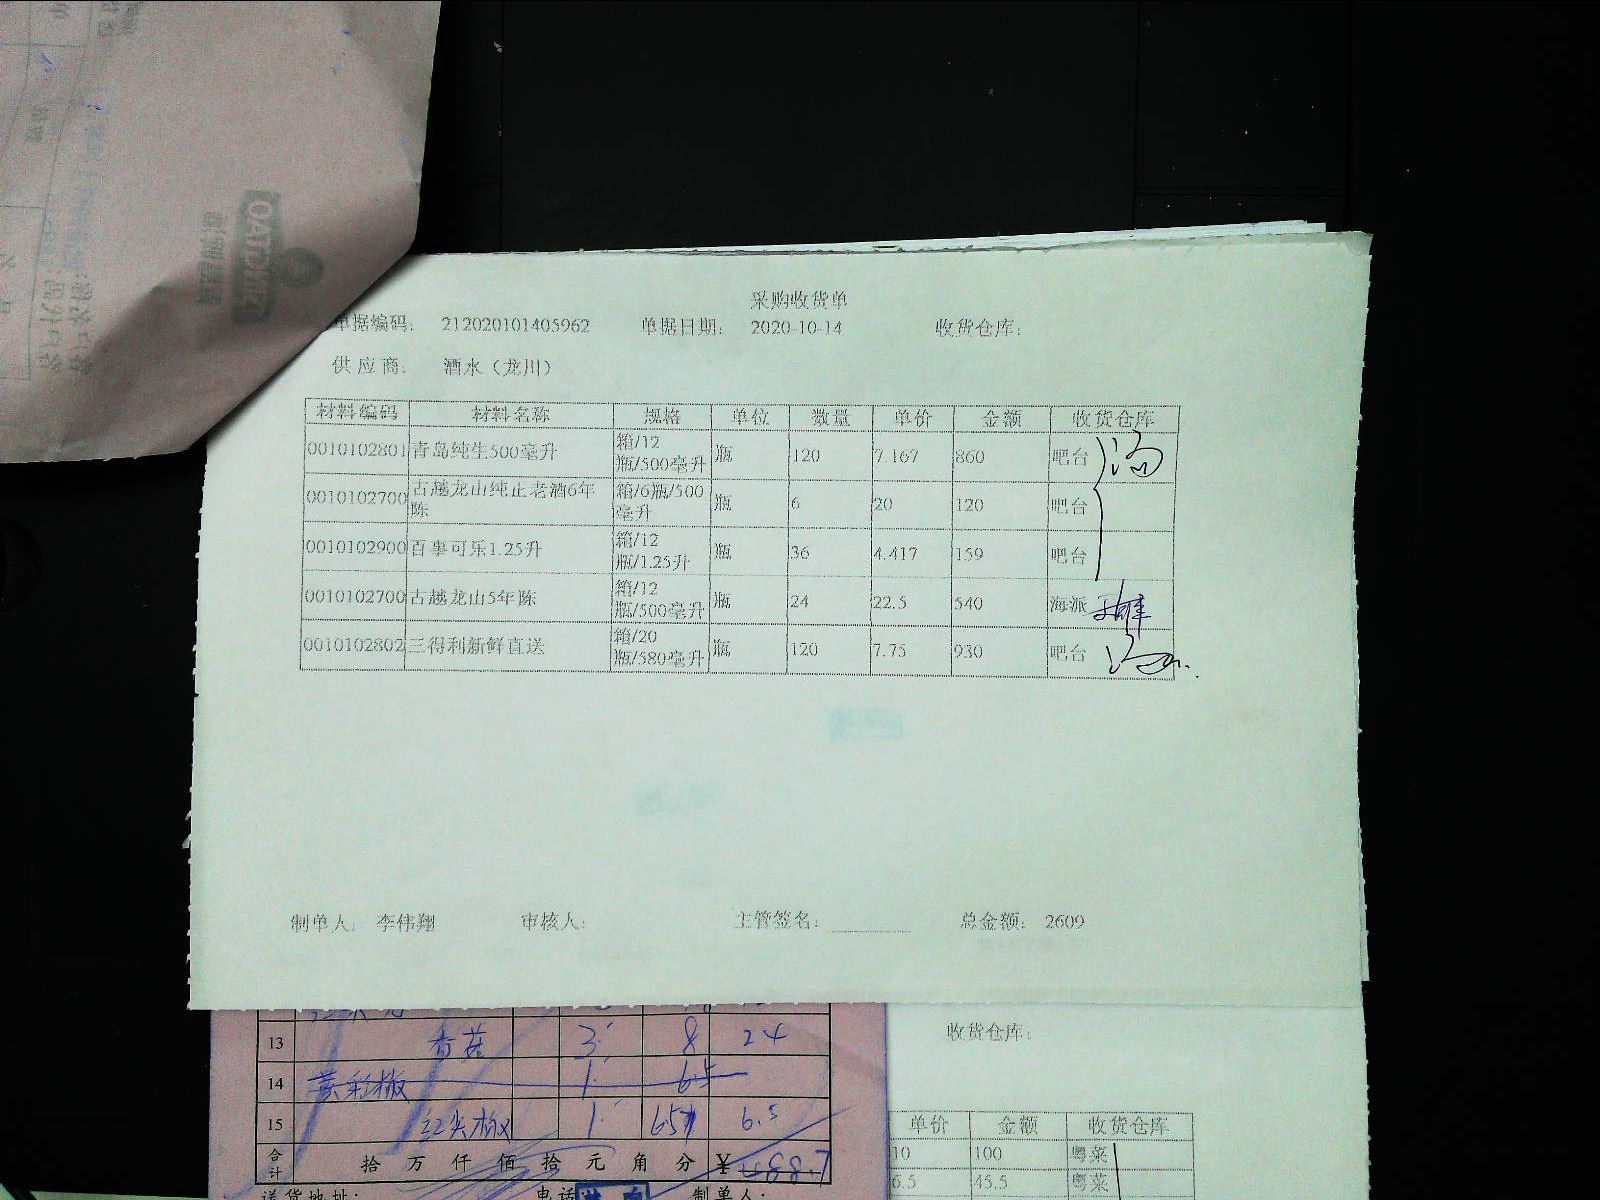 采购收货单
单据编码: 212020101405962 单据日期: 2020-10-14 收货仓库:
供应商: 酒水（龙川）
材料编码 材料名称 规格 单位 数量 单价 金额 收货仓库
0010102801 青岛纯生500毫升 箱/12瓶/500毫升 瓶 120 7.167 860 吧台
0010102700 古越龙山纯正老酒6年陈 箱/6瓶/500毫升 瓶 6 20 120 吧台
0010102900 百事可乐1.25升 箱/12瓶/1.25升 瓶 36 4.417 159 吧台
0010102700 古越龙山5年陈 箱/12瓶/500毫升 瓶 24 22.5 540 海派
0010102802 三得利新鲜直送 箱/20瓶/580毫升 瓶 120 7.75 930 吧台
制单人: 李伟翔 审核人: 主管签名: 总金额: 2609
收货仓库:
13 香菇 3 8 24
14 1 6.5
15 红尖椒 1 6.5 6.5
合计 拾 万 仟 佰 拾 元 角 分 ¥
送货地址: 电话 制单人:
单价 金额 收货仓库
10 100 粤菜
6.5 45.5 粤菜